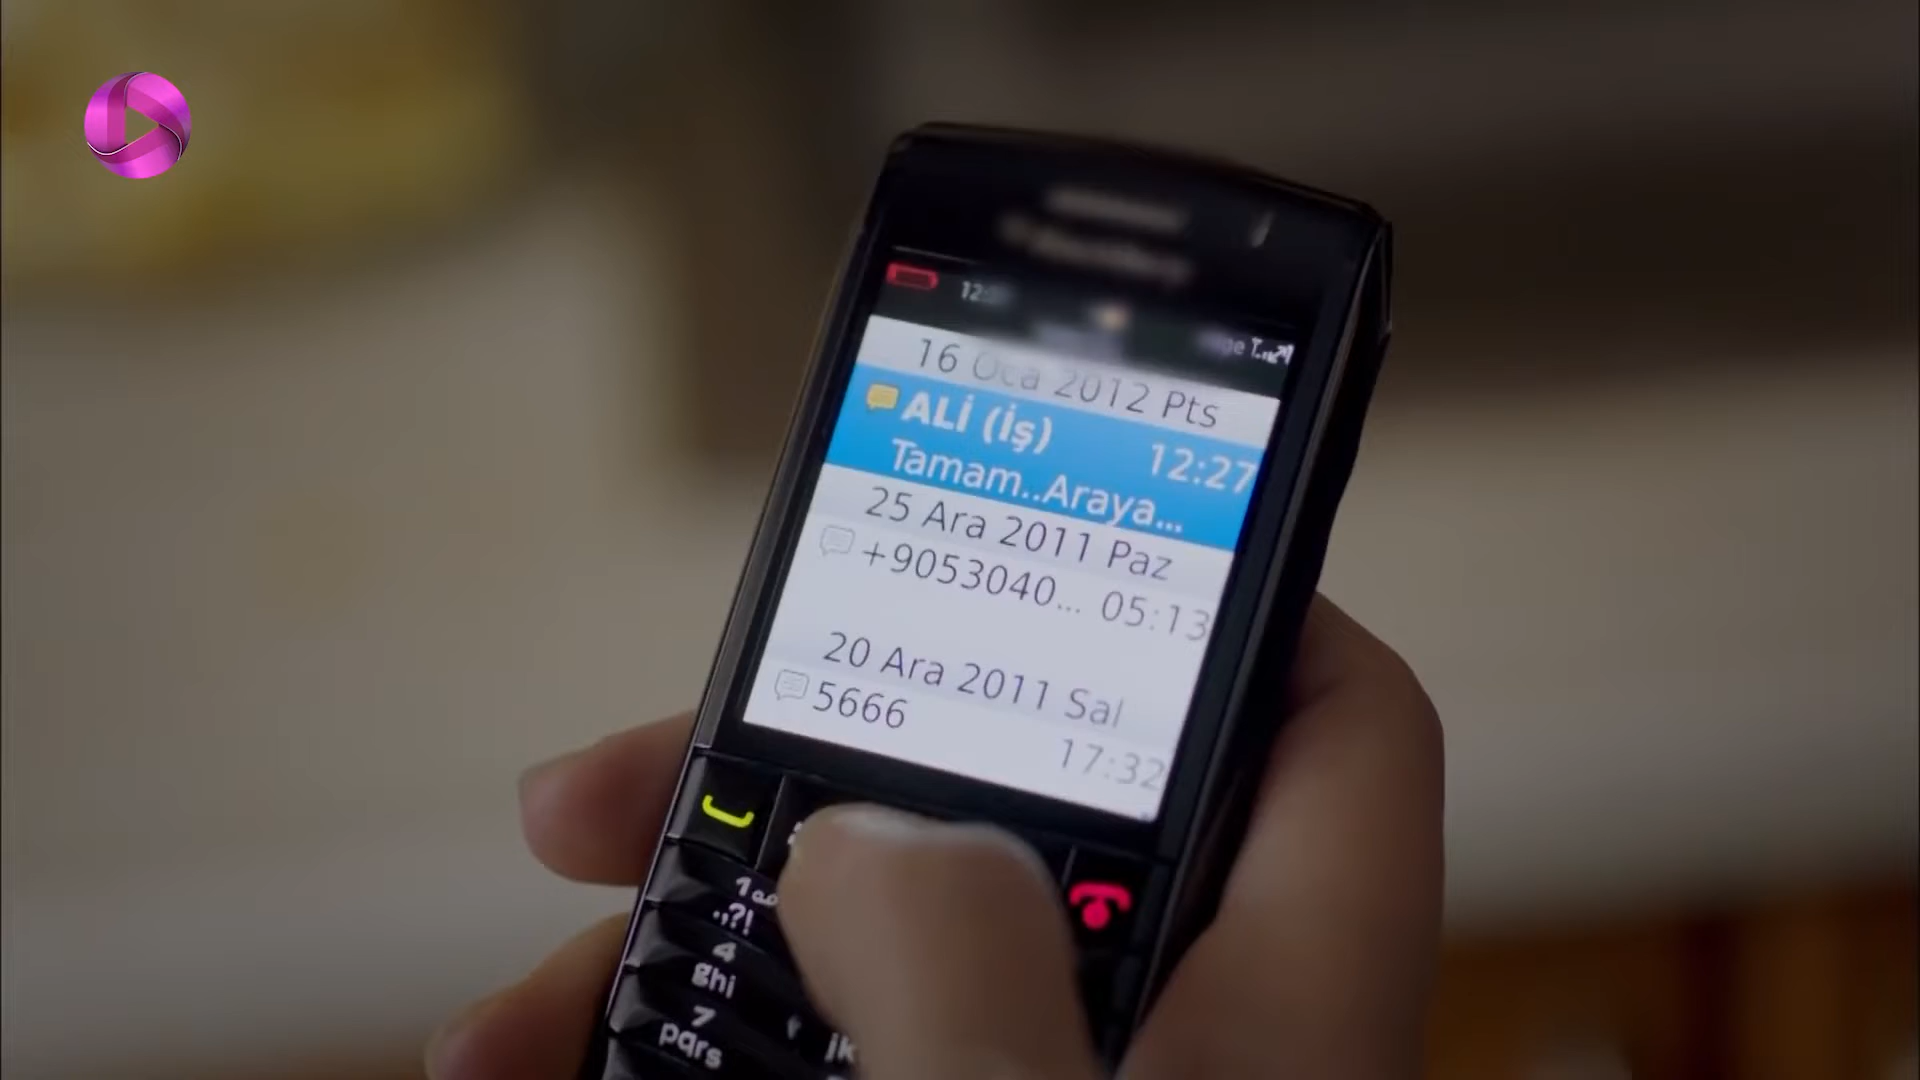 16 Oca 2012 Pts
ALİ (İş) 12:27
Tamam..Araya...
25 Ara 2011 Paz
+9053040... 05:13
20 Ara 2011 Sal
5666
17:32
1
.,?!
4
ghi
7
pqrs
jk